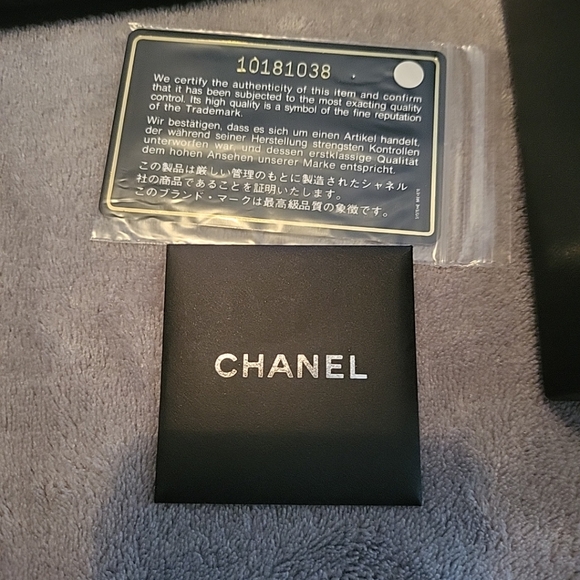 10181038
We certify the authenticity of this item and confirm
that it has been subjected to the most exacting quality
control. Its high quality is a symbol of the fine reputation
of the Trademark.
Wir bestätigen, dass es sich um einen Artikel handelt,
der während seiner Herstellung strengsten Kontrollen
unterworfen war, und dessen erstklassige Qualität
dem hohen Ansehen unserer Marke entspricht.
この製品は厳しい管理のもとに製造されたシャネル
社の商品であることを証明いたします。
このブランド・マークは最高級品質の象徴です。
CHANEL